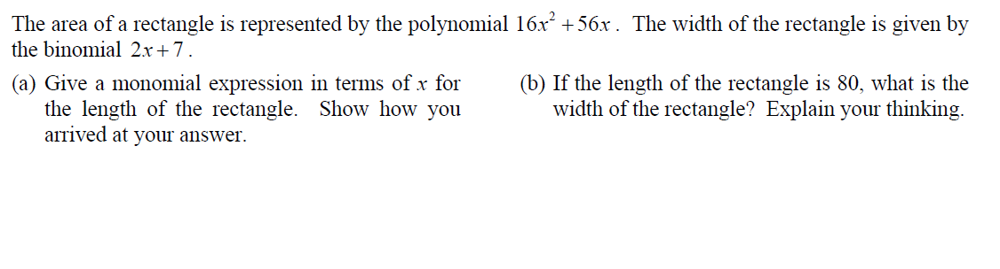 The area of a rectangle is represented by the polynomial 16x² + 56x. The width of the rectangle is given by
the binomial 2x + 7.
(a) Give a monomial expression in terms of x for
the length of the rectangle. Show how you
arrived at your answer.
(b) If the length of the rectangle is 80, what is the
width of the rectangle? Explain your thinking.